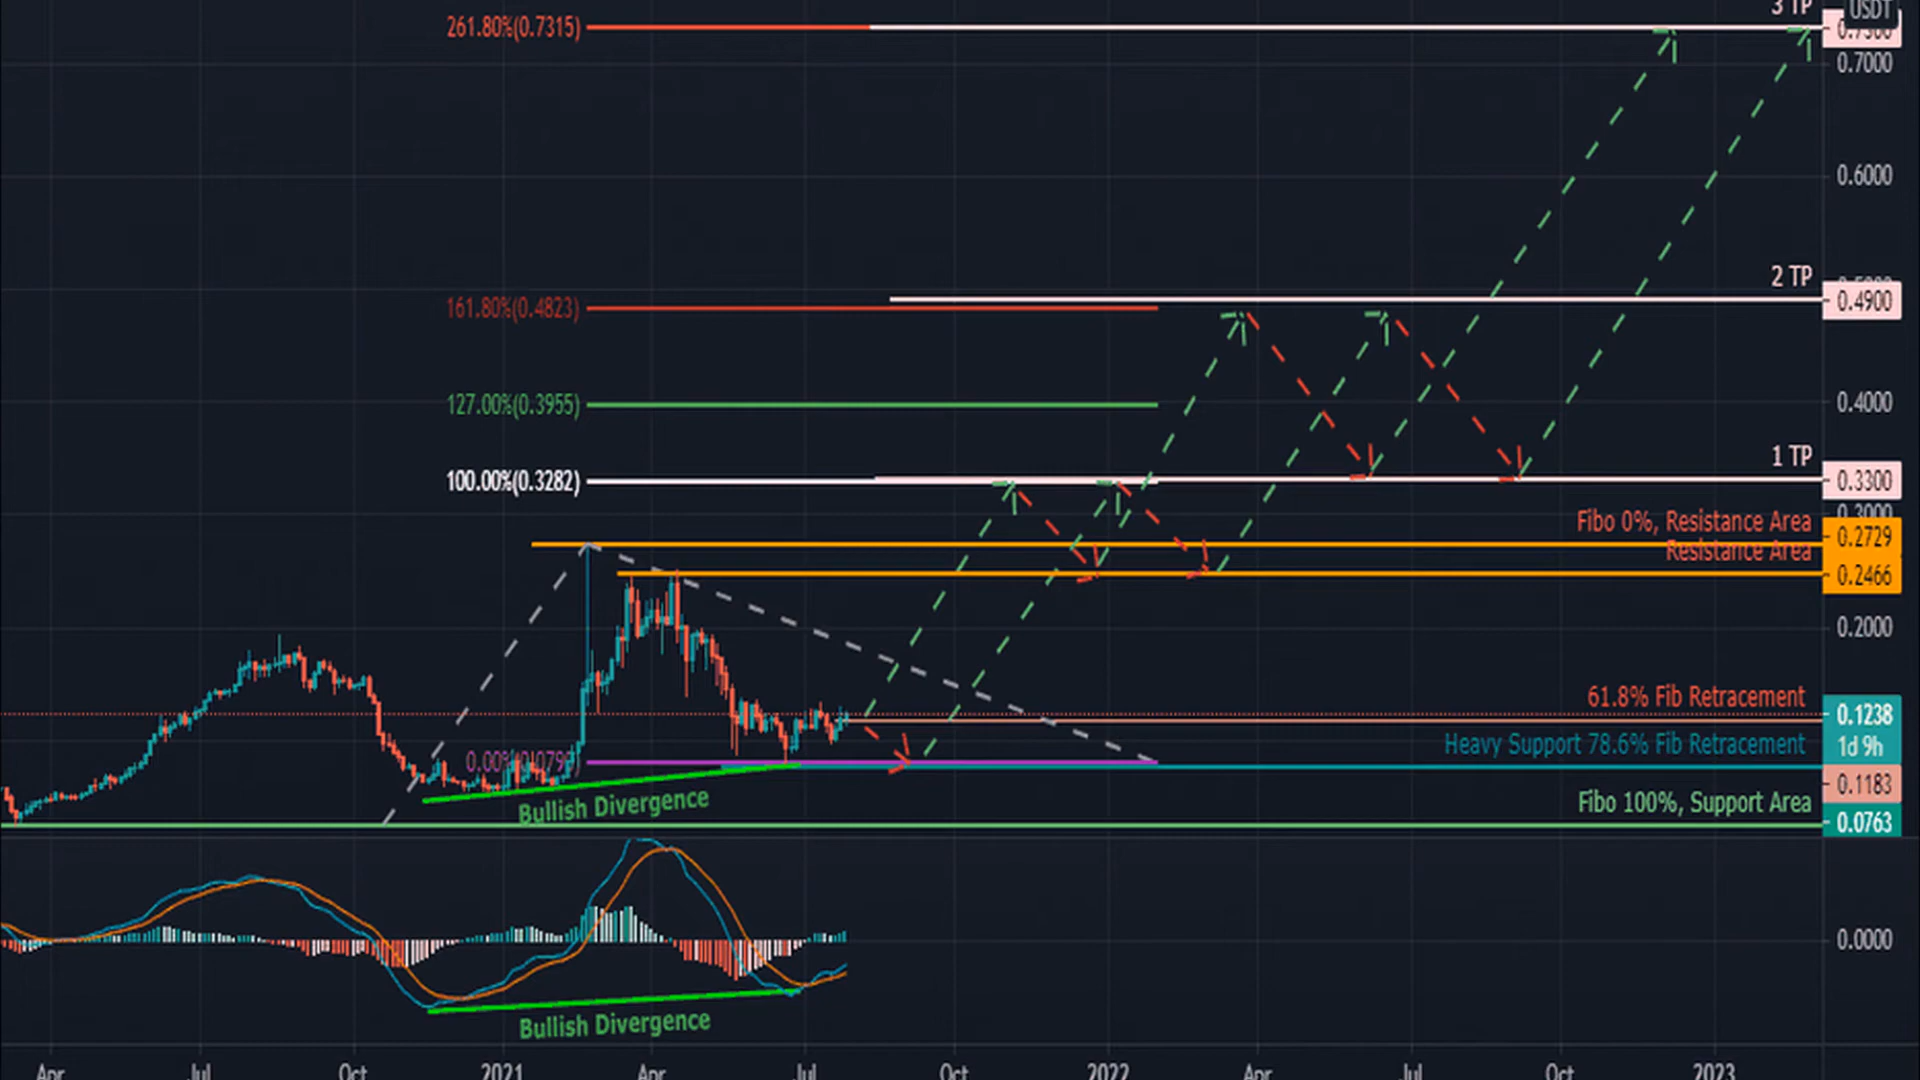 3 TP
USDT
261.80%(0.7315)
0.7000
0.6000
2 TP
0.4900
161.80%(0.4823)
127.00%(0.3955)
0.4000
1 TP
100.00%(0.3282)
0.3300
0.3000
Fibo 0%, Resistance Area
0.2729
Resistance Area
0.2466
0.2000
61.8% Fib Retracement
0.1238
Heavy Support 78.6% Fib Retracement
1d 9h
0.1183
Bullish Divergence
Fibo 100%, Support Area
0.0763
0.0000
Bullish Divergence
Apr Jul Oct 2021 Apr Jul Oct 2022 Apr Jul Oct 2023